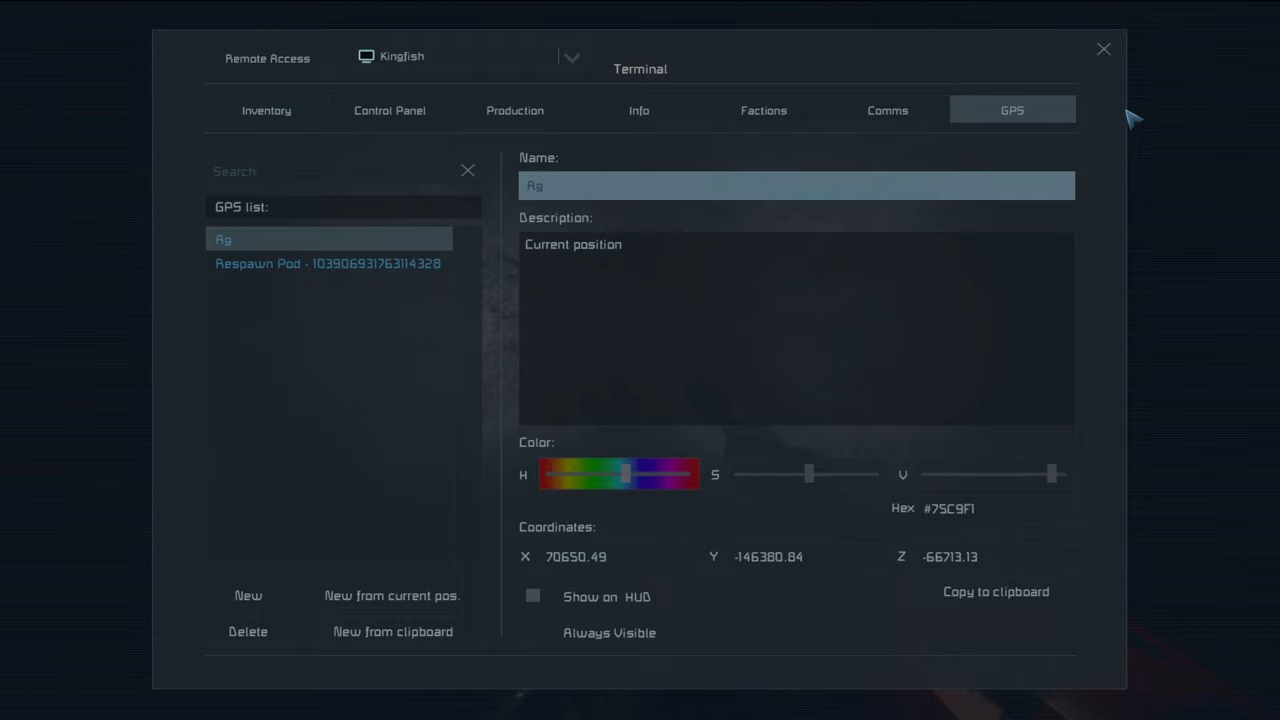 Remote Access
Kingfish
Terminal
Inventory
Control Panel
Production
Info
Factions
Comms
GPS
Search
GPS list:
Ag
Respawn Pod - 103906931763114328
Name:
Ag
Description:
Current position
Color:
H
S
V
Hex #75C9F1
Coordinates:
X 70650.49
Y -146380.84
Z -66713.13
Show on HUD
Copy to clipboard
Always Visible
New
New from current pos.
Delete
New from clipboard